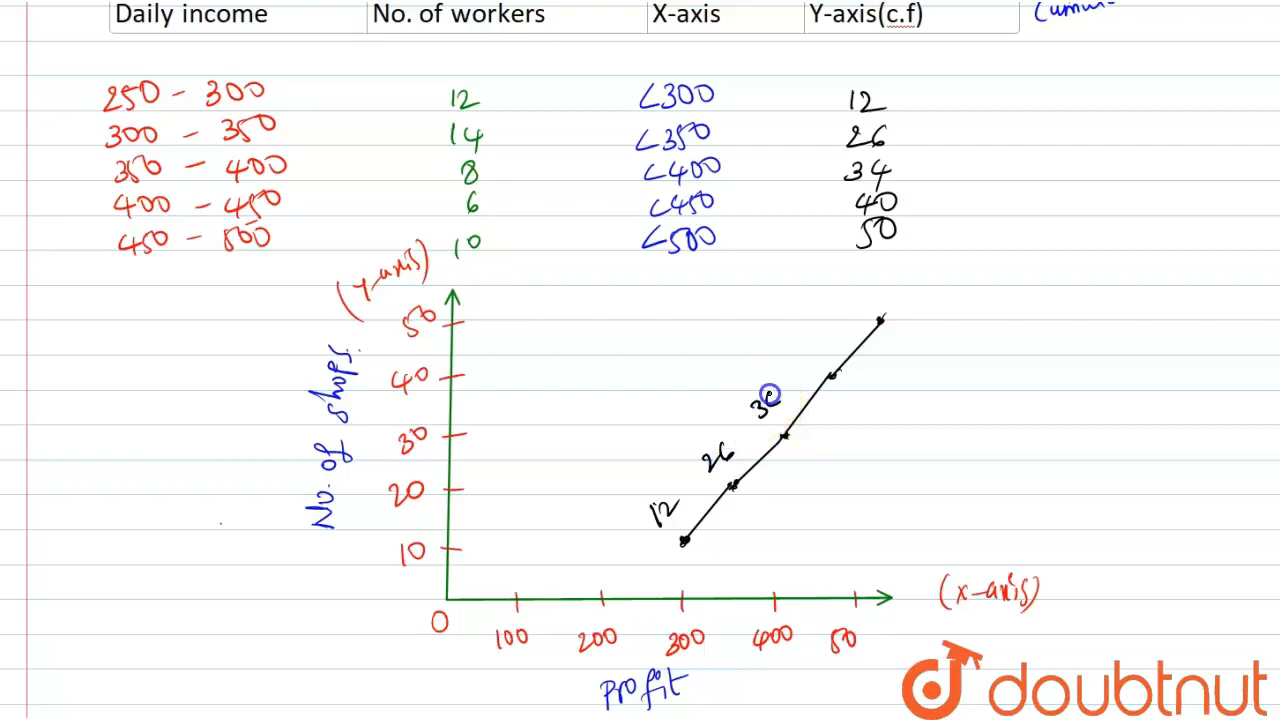 Daily income No. of workers X-axis Y-axis(c.f)
250 - 300 12 <300 12
300 - 350 14 <350 26
350 - 400 8 <400 34
400 - 450 6 <450 40
450 - 500 10 <500 50
(Y-axis)
50
40
30
20
10
No. of shops.
12
26
0
100 200 300 400 50
(x-axis)
Profit
doubtnut